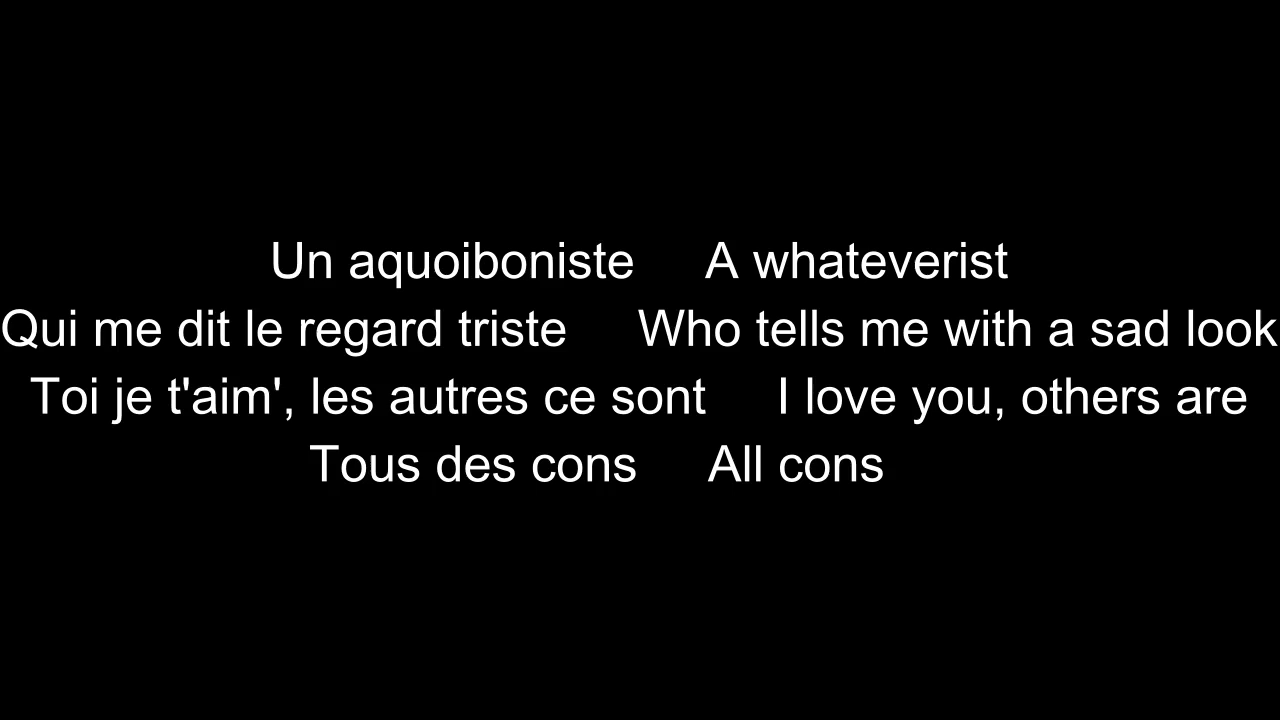 Un aquoiboniste A whateverist
Qui me dit le regard triste Who tells me with a sad look
Toi je t'aim', les autres ce sont I love you, others are
Tous des cons All cons